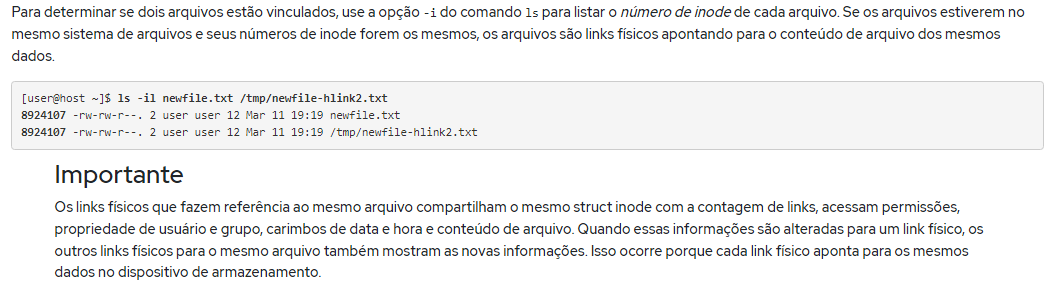 Para determinar se dois arquivos estão vinculados, use a opção -i do comando ls para listar o número de inode de cada arquivo. Se os arquivos estiverem no
mesmo sistema de arquivos e seus números de inode forem os mesmos, os arquivos são links físicos apontando para o conteúdo de arquivo dos mesmos
dados.
[user@host ~]$ ls -il newfile.txt /tmp/newfile-hlink2.txt
8924107 -rw-rw-r--. 2 user user 12 Mar 11 19:19 newfile.txt
8924107 -rw-rw-r--. 2 user user 12 Mar 11 19:19 /tmp/newfile-hlink2.txt
Importante
Os links físicos que fazem referência ao mesmo arquivo compartilham o mesmo struct inode com a contagem de links, acessam permissões,
propriedade de usuário e grupo, carimbos de data e hora e conteúdo de arquivo. Quando essas informações são alteradas para um link físico, os
outros links físicos para o mesmo arquivo também mostram as novas informações. Isso ocorre porque cada link físico aponta para os mesmos
dados no dispositivo de armazenamento.